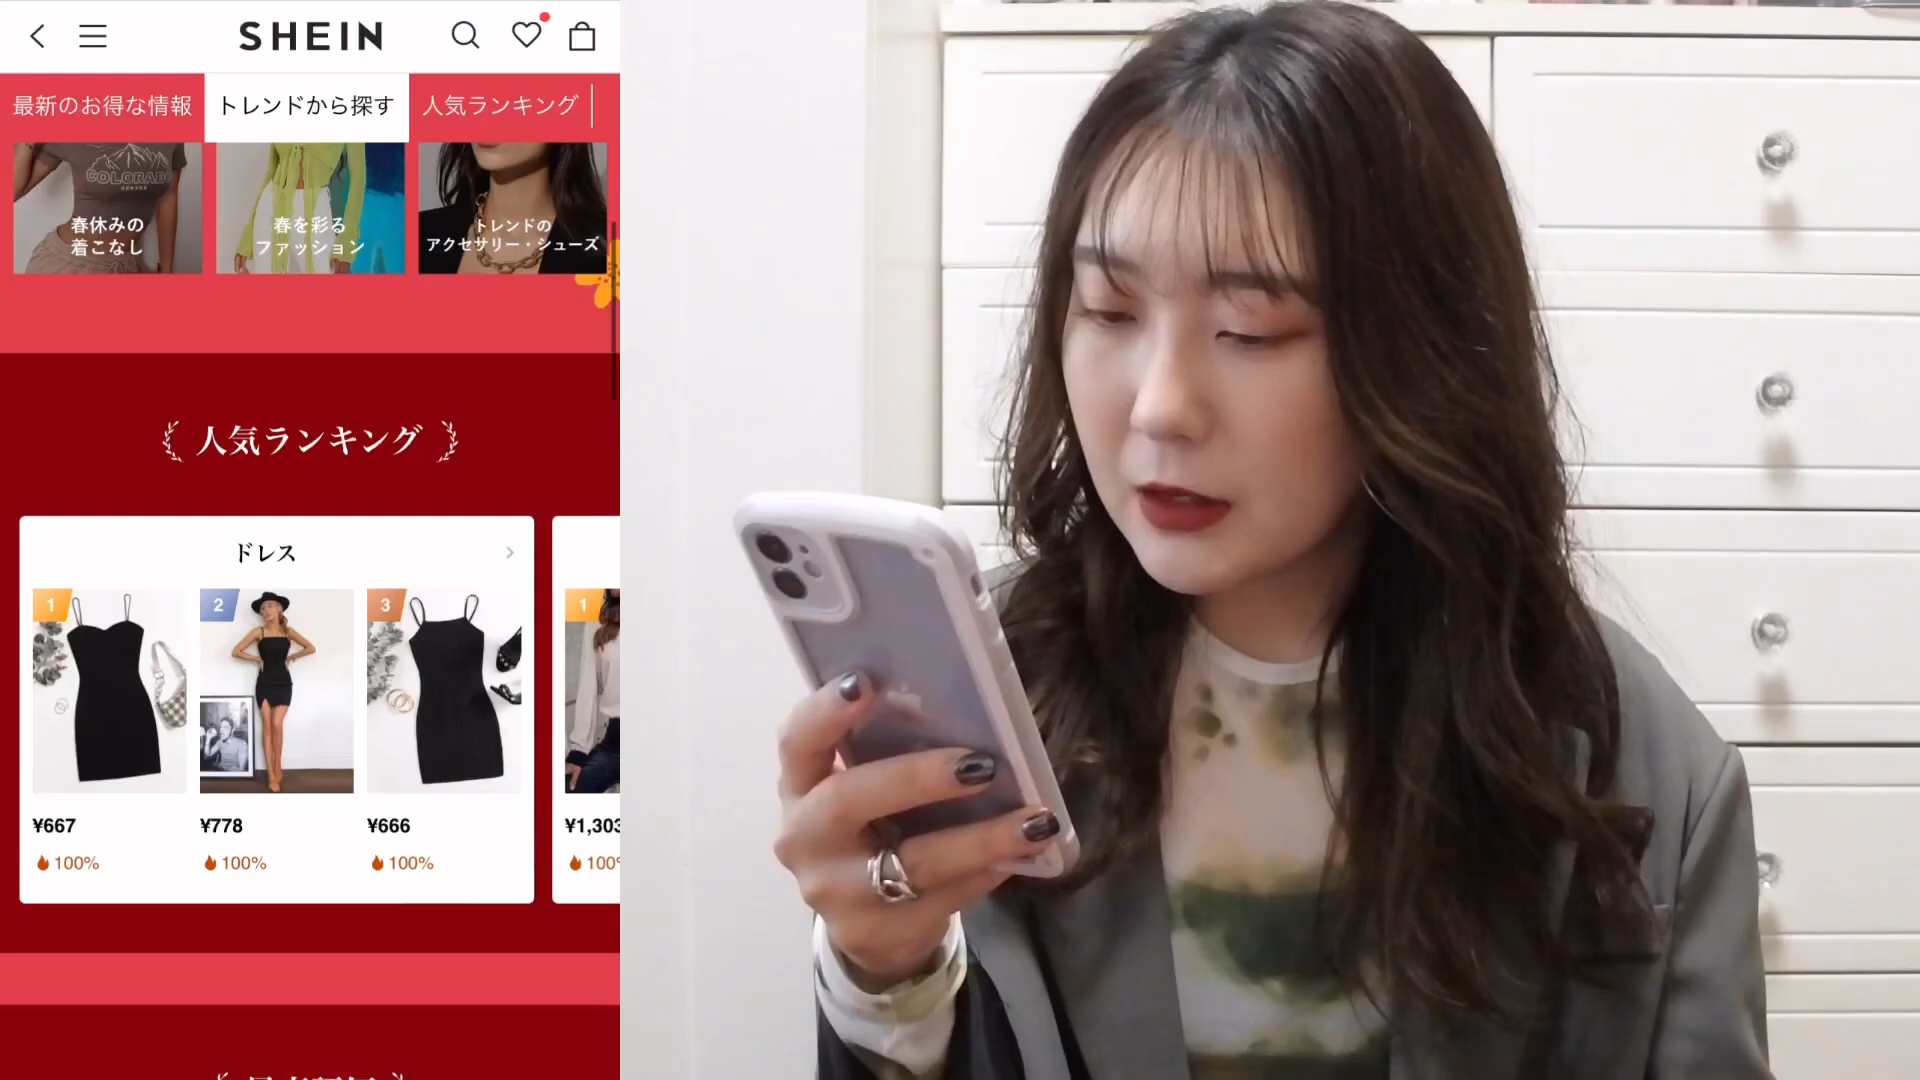 SHEIN
最新のお得な情報
トレンドから探す
人気ランキング
COLORADO
DENVER
春休みの
着こなし
春を彩る
ファッション
トレンドの
アクセサリー・シューズ
人気ランキング
ドレス
1
2
3
1
¥667
¥778
¥666
¥1,303
100%
100%
100%
100%